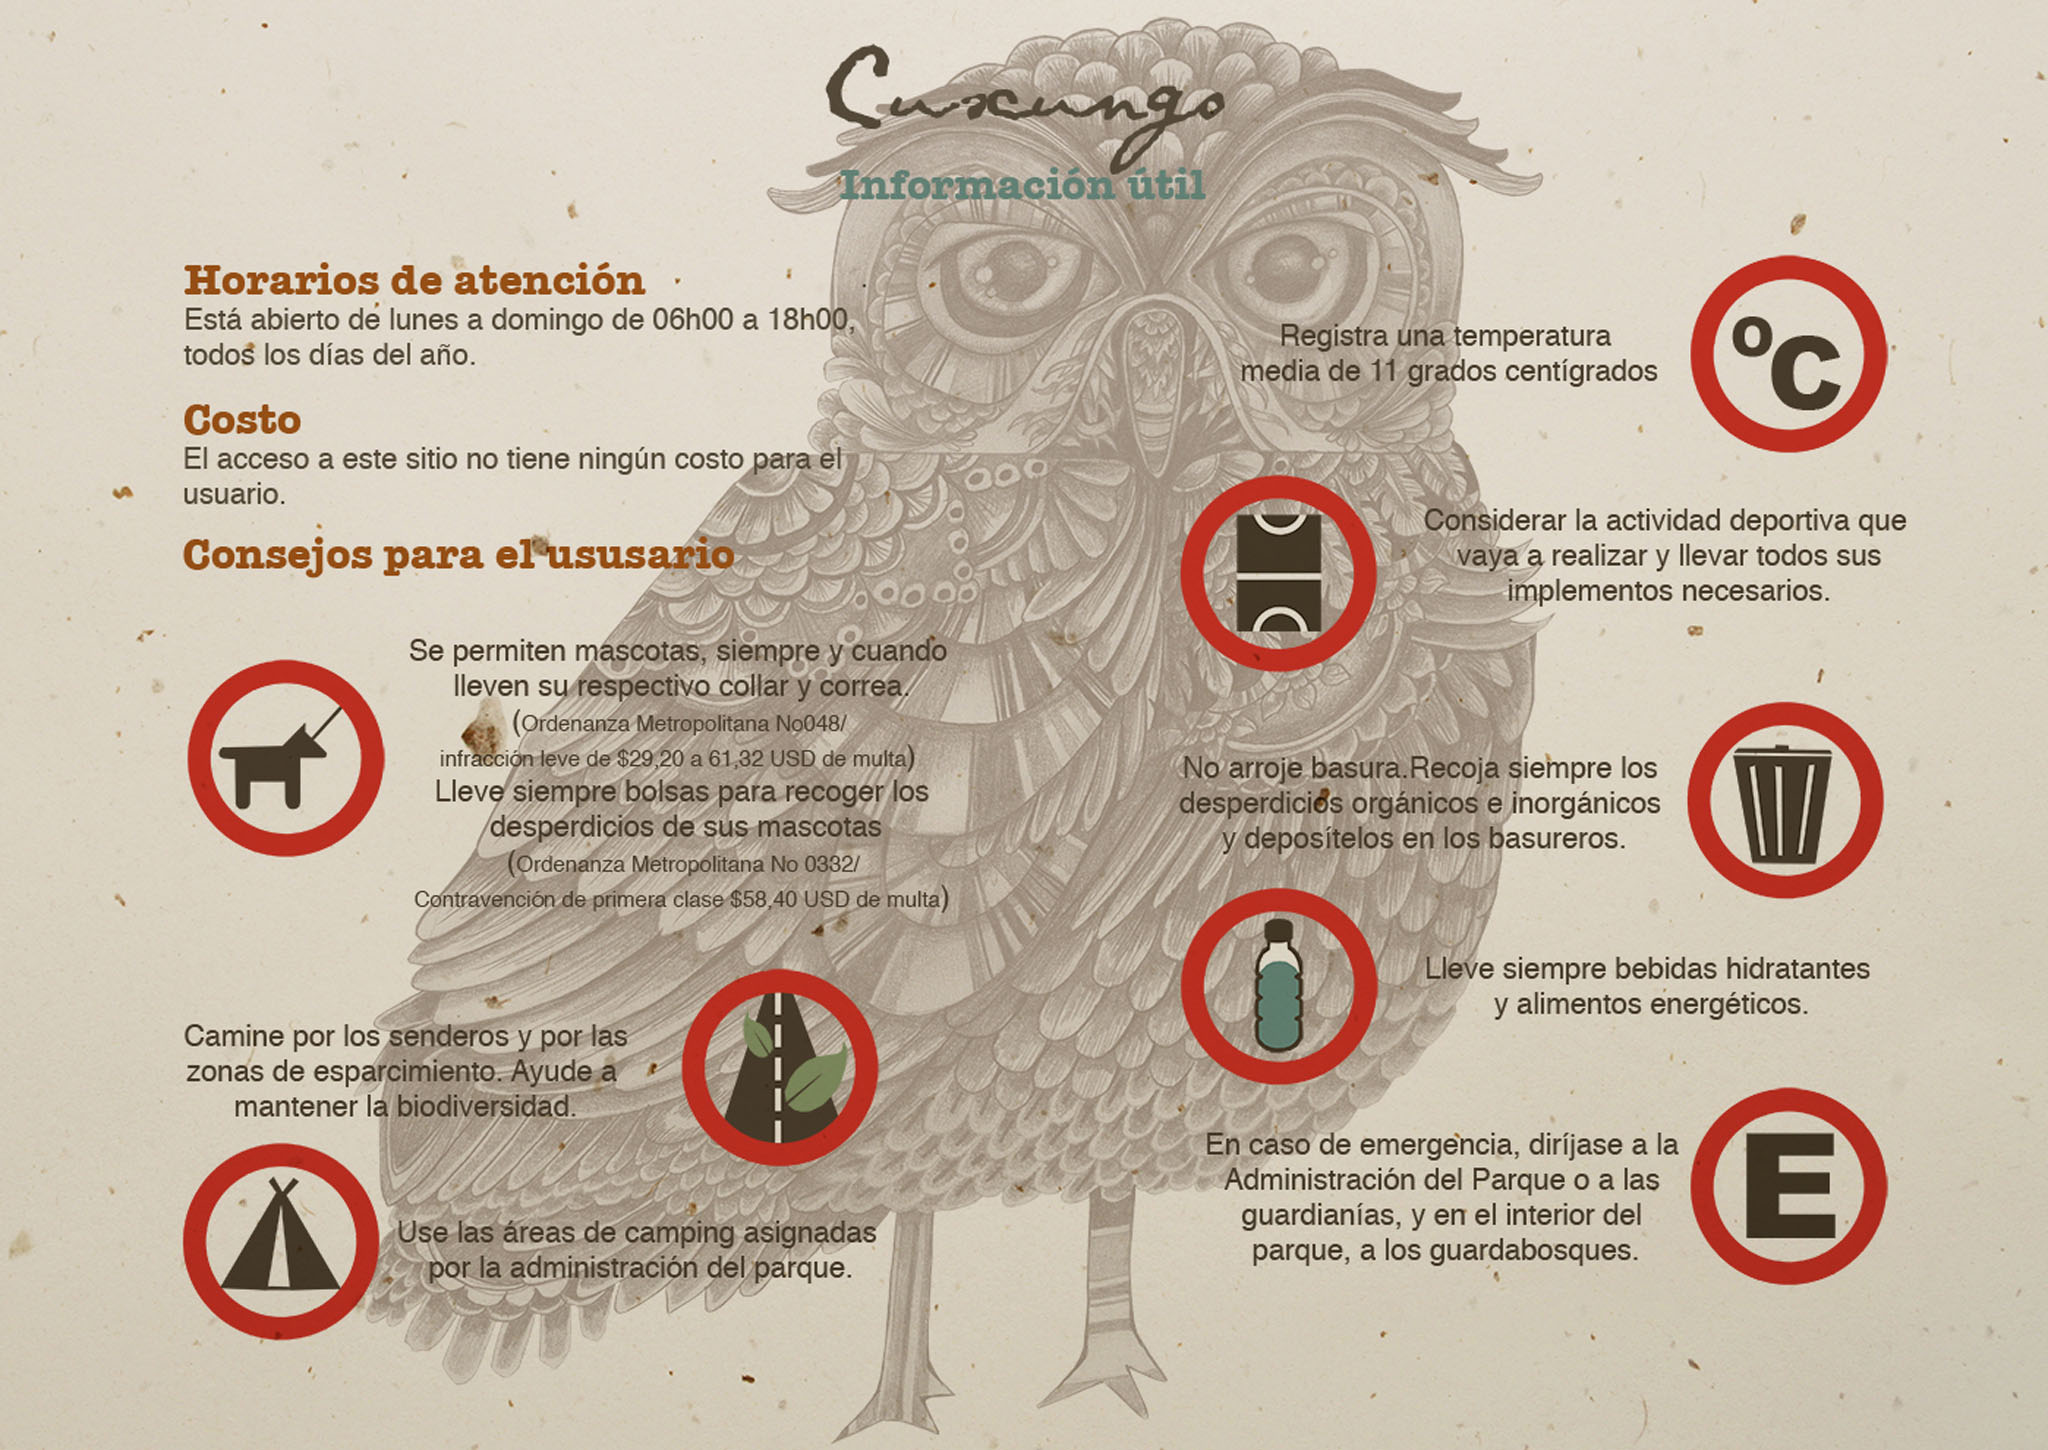 Cuxungo
Información útil
Horarios de atención
Está abierto de lunes a domingo de 06h00 a 18h00,
todos los días del año.
Costo
El acceso a este sitio no tiene ningún costo para el
usuario.
Consejos para el ususario
Se permiten mascotas, siempre y cuando
lleven su respectivo collar y correa.
(Ordenanza Metropolitana No048/
infracción leve de $29,20 a 61,32 USD de multa)
Lleve siempre bolsas para recoger los
desperdicios de sus mascotas
(Ordenanza Metropolitana No 0332/
Contravención de primera clase $58,40 USD de multa)
Camine por los senderos y por las
zonas de esparcimiento. Ayude a
mantener la biodiversidad.
Use las áreas de camping asignadas
por la administración del parque.
Registra una temperatura
media de 11 grados centígrados
ºC
Considerar la actividad deportiva que
vaya a realizar y llevar todos sus
implementos necesarios.
No arroje basura.Recoja siempre los
desperdicios orgánicos e inorgánicos
y deposítelos en los basureros.
Lleve siempre bebidas hidratantes
y alimentos energéticos.
En caso de emergencia, diríjase a la
Administración del Parque o a las
guardianías, y en el interior del
parque, a los guardabosques.
E